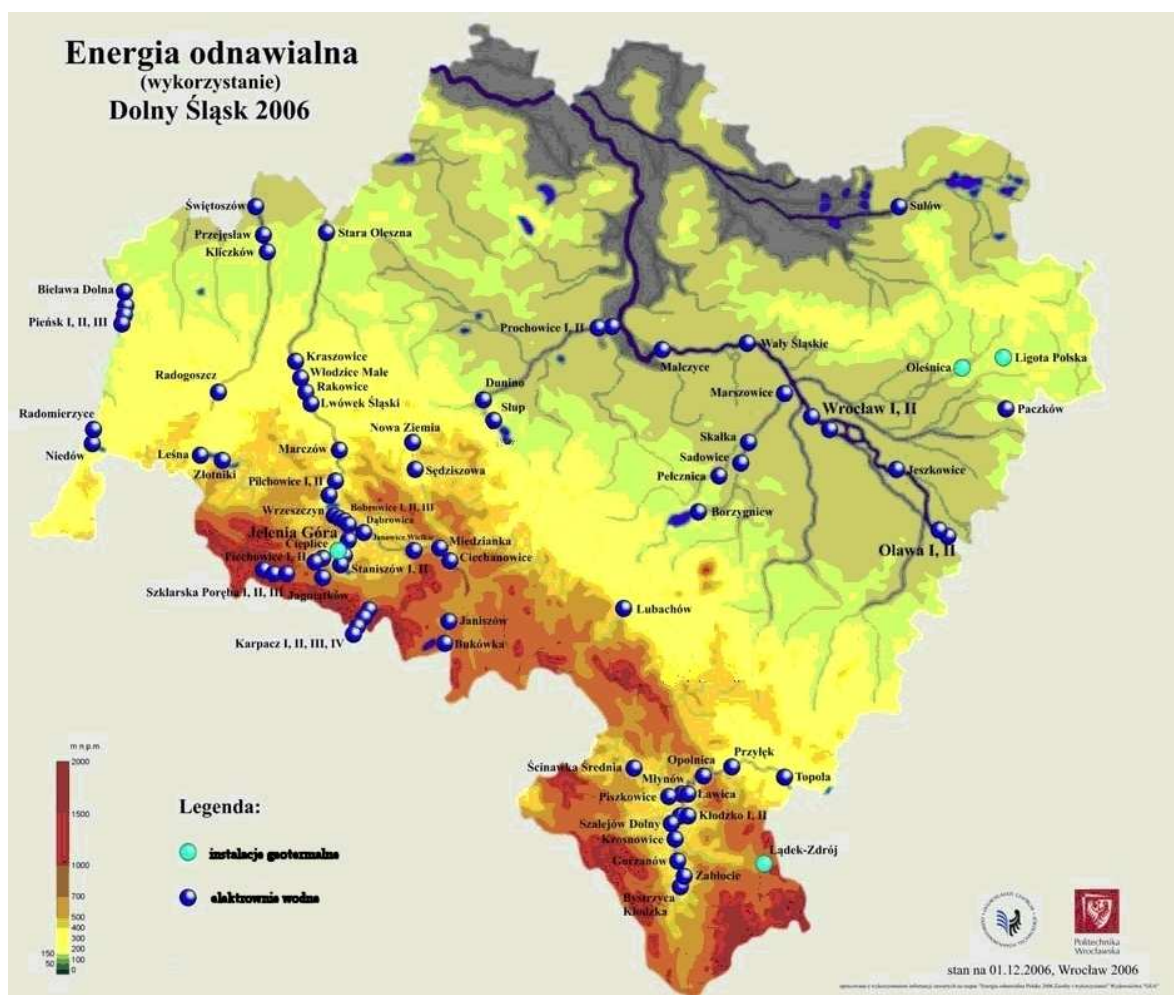 Energia odnawialna
(wykorzystanie)
Dolny Śląsk 2006
Świętoszów
Przejęsław
Kliczków
Stara Olęszna
Sułów
Bielawa Dolna
Pieńsk I, II, III
Prochowice I, II
Wały Śląskie
Malczyce
Ligota Polska
Oleśnica
Kraszowice
Włodzice Małe
Rakowice
Lwówek Śląski
Radogoszcz
Dunino
Słup
Marszowice
Wrocław I, II
Paczków
Radomierzyce
Niedów
Nowa Ziemia
Skałka
Leśna
Złotniki
Marczów
Sędziszowa
Sadowice
Pełcznica
Jeszkowice
Pilchowice I, II
Wrzeszczyn
Bobrowice I, II, III
Dąbrowica
Borzygniew
Jelenia Góra
Cieplice
Janowice Wielkie
Miedzianka
Ciechanowice
Oława I, II
Piechowice I, II
Staniszów I, II
Szklarska Poręba I, II, III
Jagniątków
Lubachów
Janiszów
Karpacz I, II, III, IV
Bukówka
m n.p.m.
2000
1500
1000
700
500
400
300
200
150
100
50
0
Ścinawka Średnia
Opolnica
Przyłęk
Młynów
Topola
Piszkowice
Ławica
Szalejów Dolny
Kłodzko I, II
Krosnowice
Lądek-Zdrój
Gorzanów
Zabłocie
Bystrzyca
Kłodzka
Legenda:
instalacje geotermalne
elektrownie wodne
Politechnika
Wrocławska
stan na 01.12.2006, Wrocław 2006